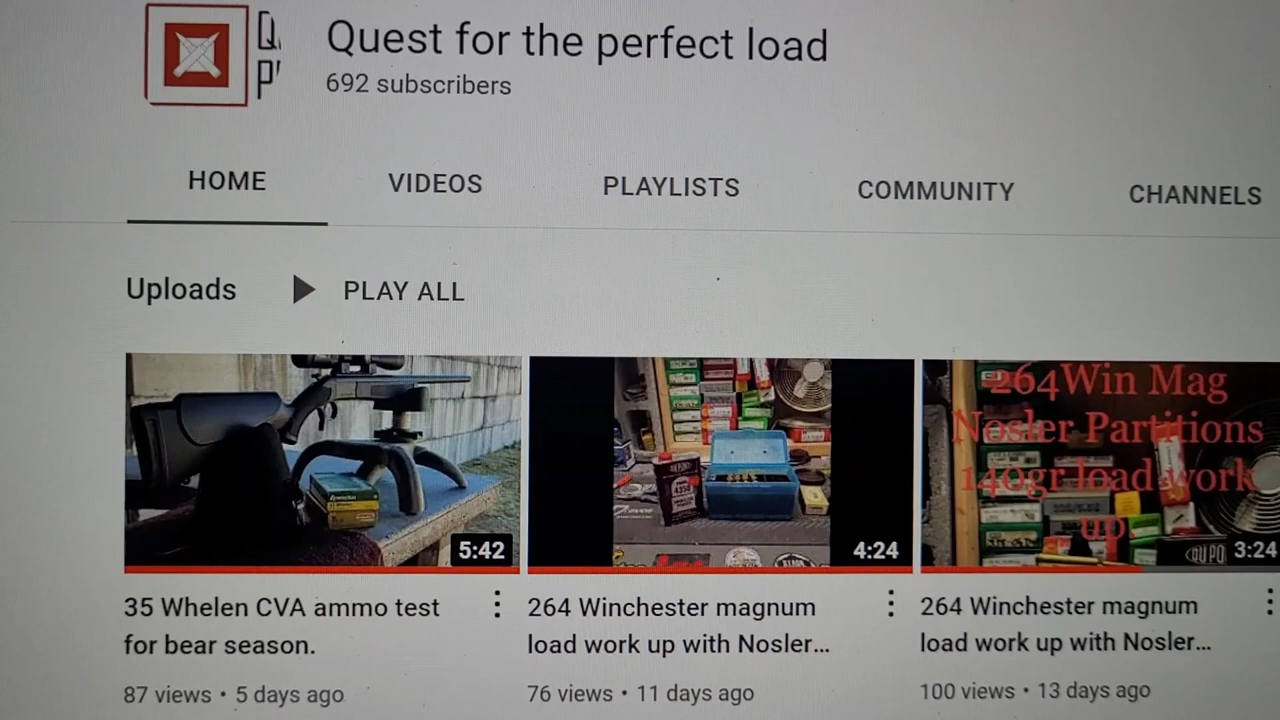 Quest for the perfect load
692 subscribers
HOME VIDEOS PLAYLISTS COMMUNITY CHANNELS
Uploads PLAY ALL
264 Win Mag
Nosler Partitions
140gr load work
up.
4350
5:42
4:24
3:24
35 Whelen CVA ammo test
for bear season.
87 views • 5 days ago
264 Winchester magnum
load work up with Nosler...
76 views • 11 days ago
264 Winchester magnum
load work up with Nosler...
100 views • 13 days ago